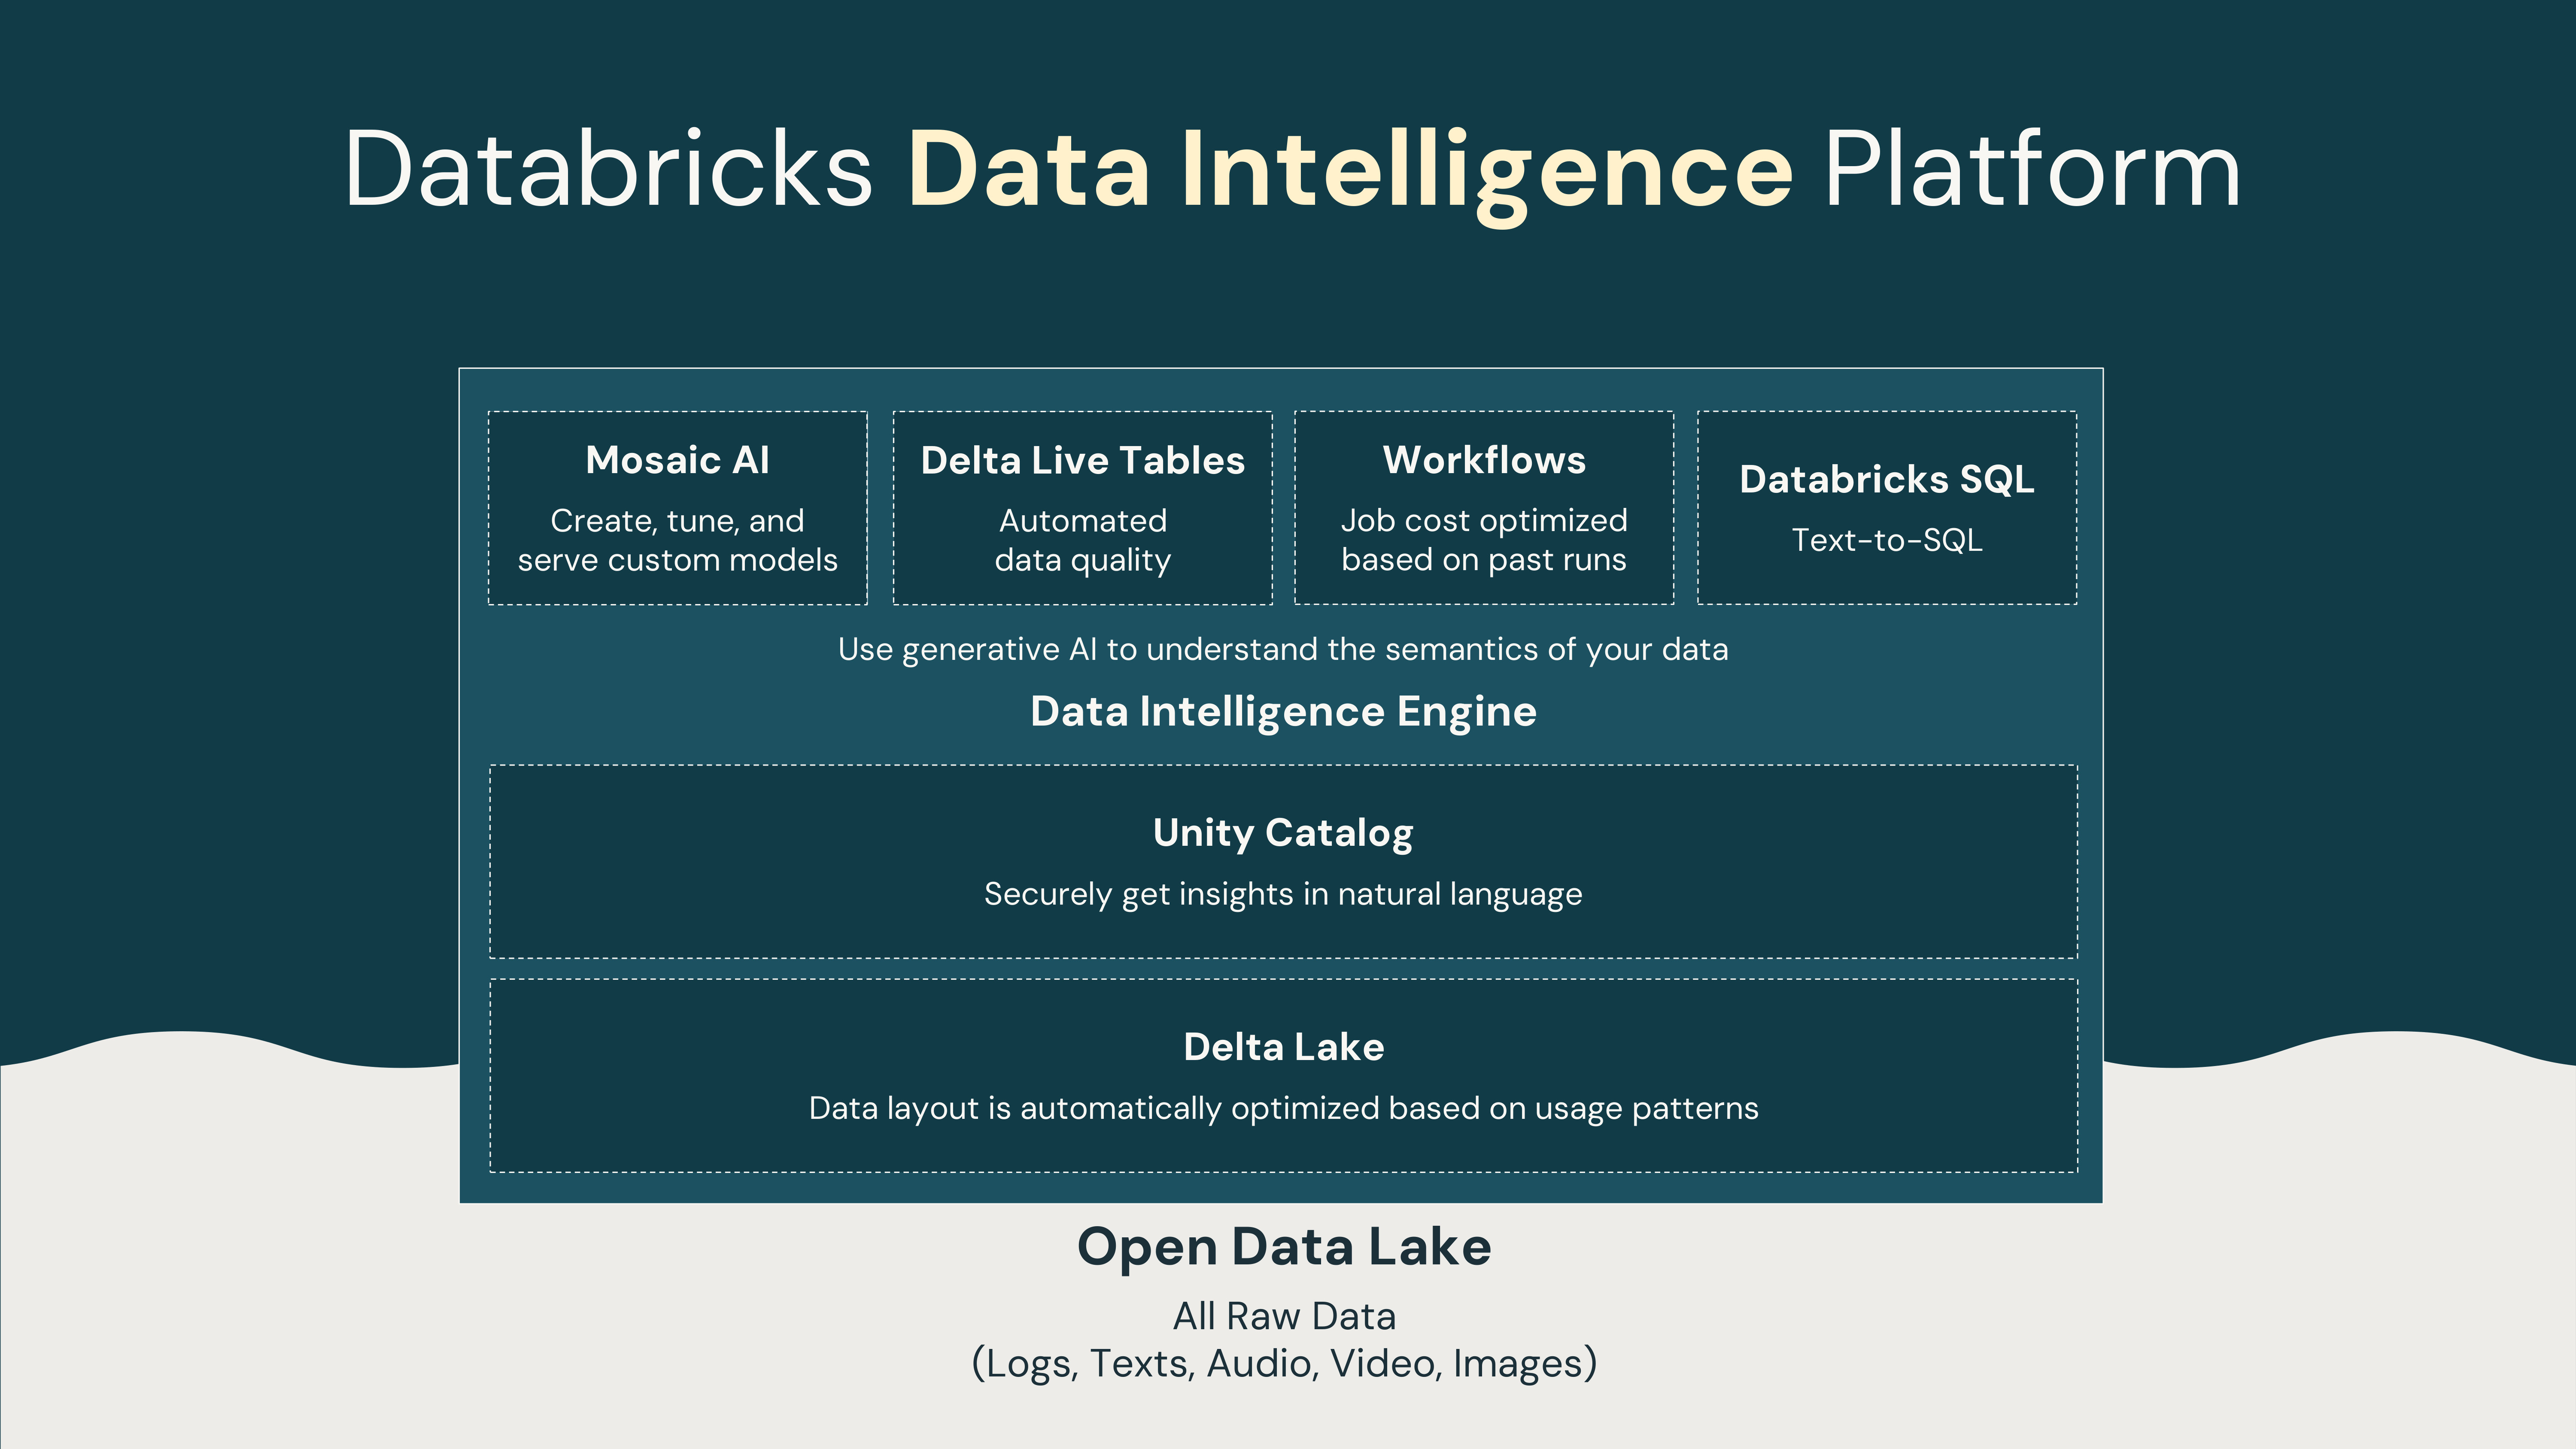 Databricks Data Intelligence Platform
Mosaic AI
Create, tune, and
serve custom models
Delta Live Tables
Automated
data quality
Workflows
Job cost optimized
based on past runs
Databricks SQL
Text-to-SQL
Use generative AI to understand the semantics of your data
Data Intelligence Engine
Unity Catalog
Securely get insights in natural language
Delta Lake
Data layout is automatically optimized based on usage patterns
Open Data Lake
All Raw Data
(Logs, Texts, Audio, Video, Images)